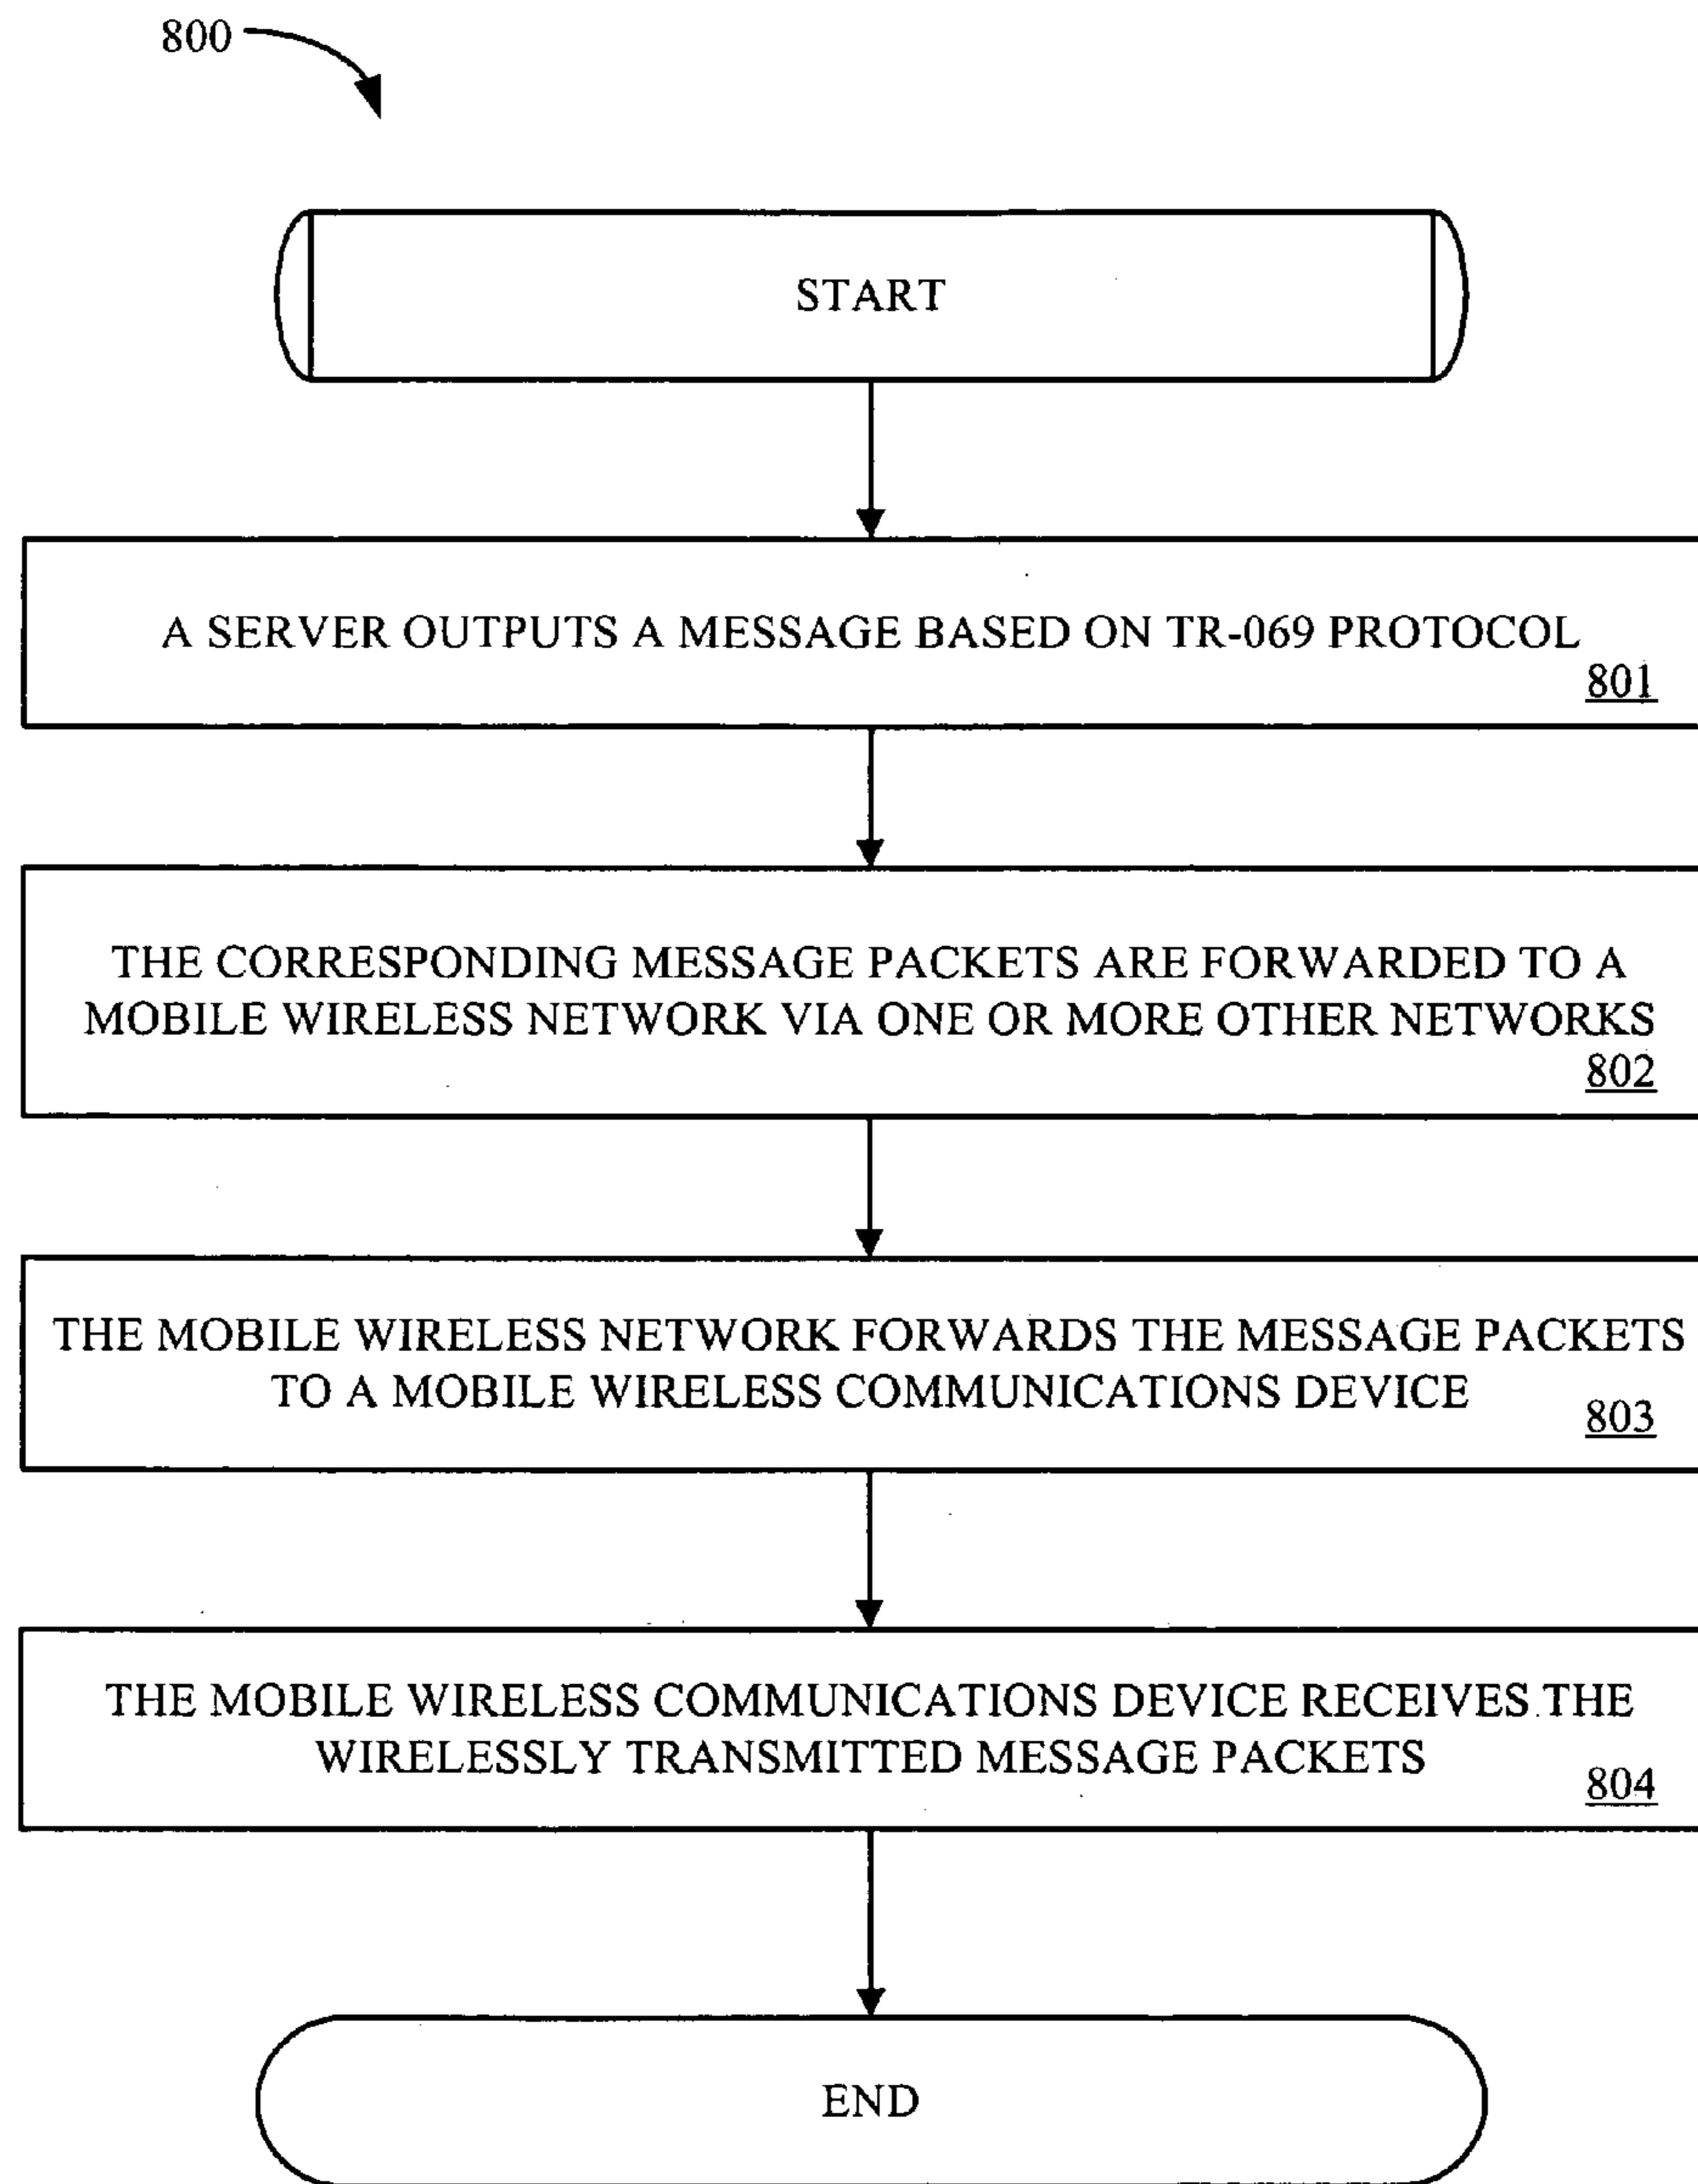 800
START
A SERVER OUTPUTS A MESSAGE BASED ON TR-069 PROTOCOL
801
THE CORRESPONDING MESSAGE PACKETS ARE FORWARDED TO A
MOBILE WIRELESS NETWORK VIA ONE OR MORE OTHER NETWORKS
802
THE MOBILE WIRELESS NETWORK FORWARDS THE MESSAGE PACKETS
TO A MOBILE WIRELESS COMMUNICATIONS DEVICE
803
THE MOBILE WIRELESS COMMUNICATIONS DEVICE RECEIVES THE
WIRELESSLY TRANSMITTED MESSAGE PACKETS
804
END